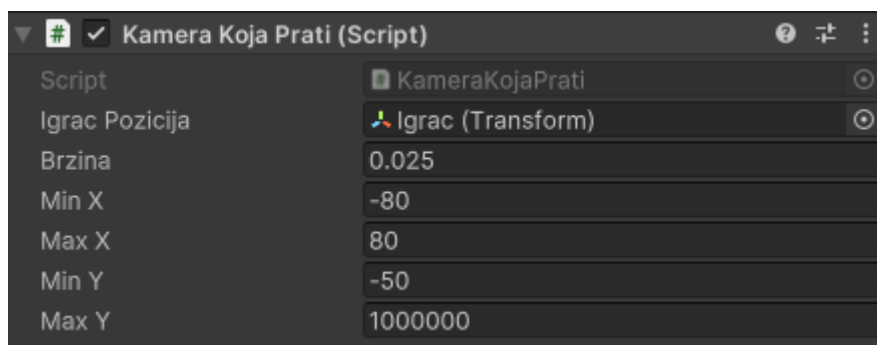 # Kamera Koja Prati (Script)
Script # KameraKojaPrati
Igrac Pozicija Igrac (Transform)
Brzina 0.025
Min X -80
Max X 80
Min Y -50
Max Y 1000000